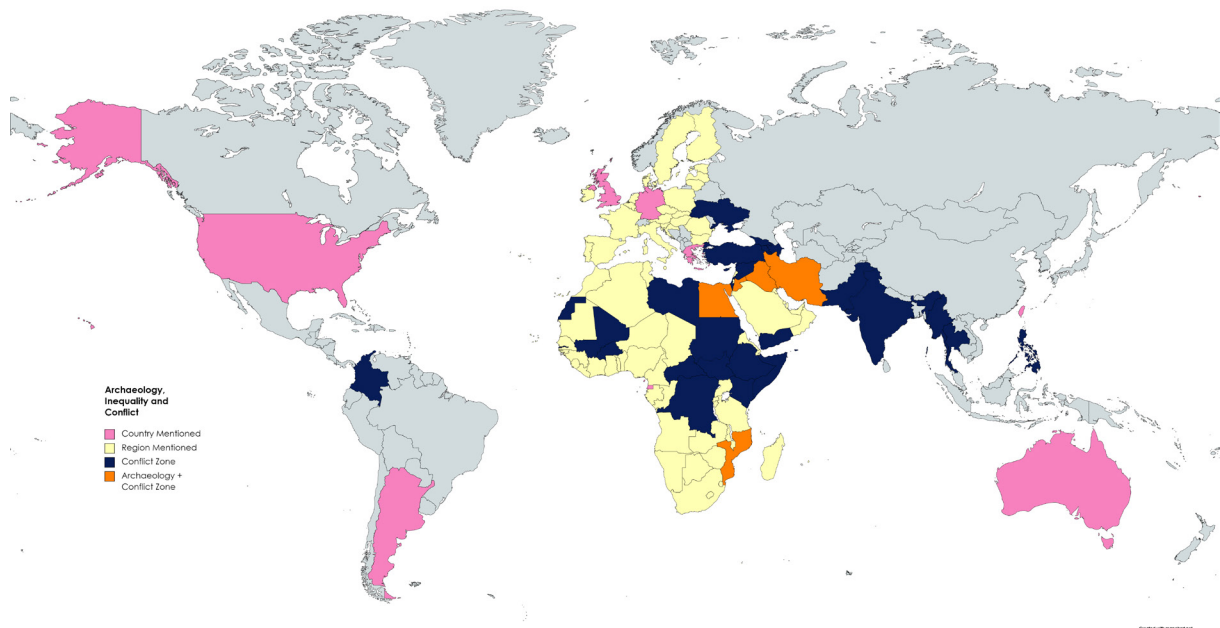 Archaeology,
Inequality and
Conflict
Country Mentioned
Region Mentioned
Conflict Zone
Archaeology +
Conflict Zone